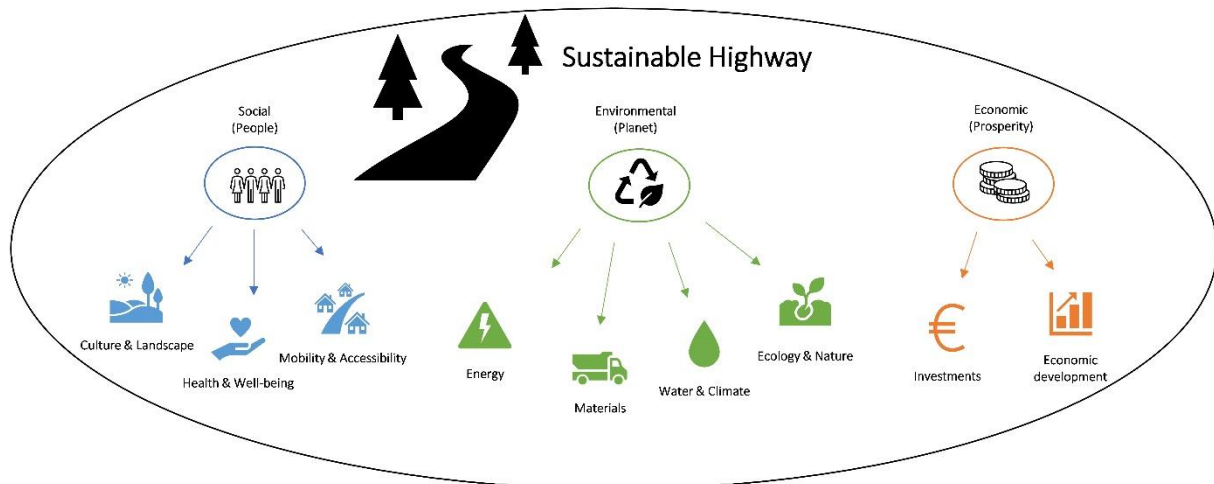 Sustainable Highway
Social
(People)
Environmental
(Planet)
Economic
(Prosperity)
Culture & Landscape
Health & Well-being
Mobility & Accessibility
Energy
Materials
Water & Climate
Ecology & Nature
€
Investments
Economic
development